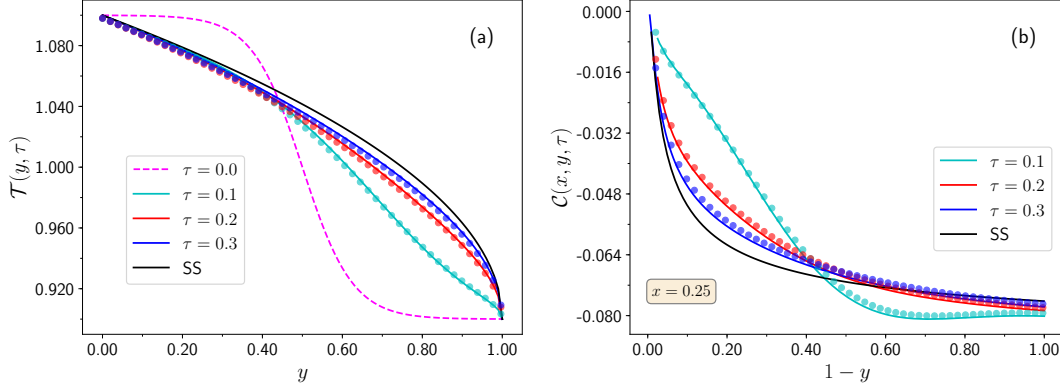 (a)
1.080
1.040
1.000
0.960
0.920
𝒯(y, τ)
τ = 0.0
τ = 0.1
τ = 0.2
τ = 0.3
SS
0.00 0.20 0.40 0.60 0.80 1.00
y
(b)
0.000
-0.016
-0.032
-0.048
-0.064
-0.080
𝒞(x, y, τ)
τ = 0.1
τ = 0.2
τ = 0.3
SS
x = 0.25
0.00 0.20 0.40 0.60 0.80 1.00
1 − y